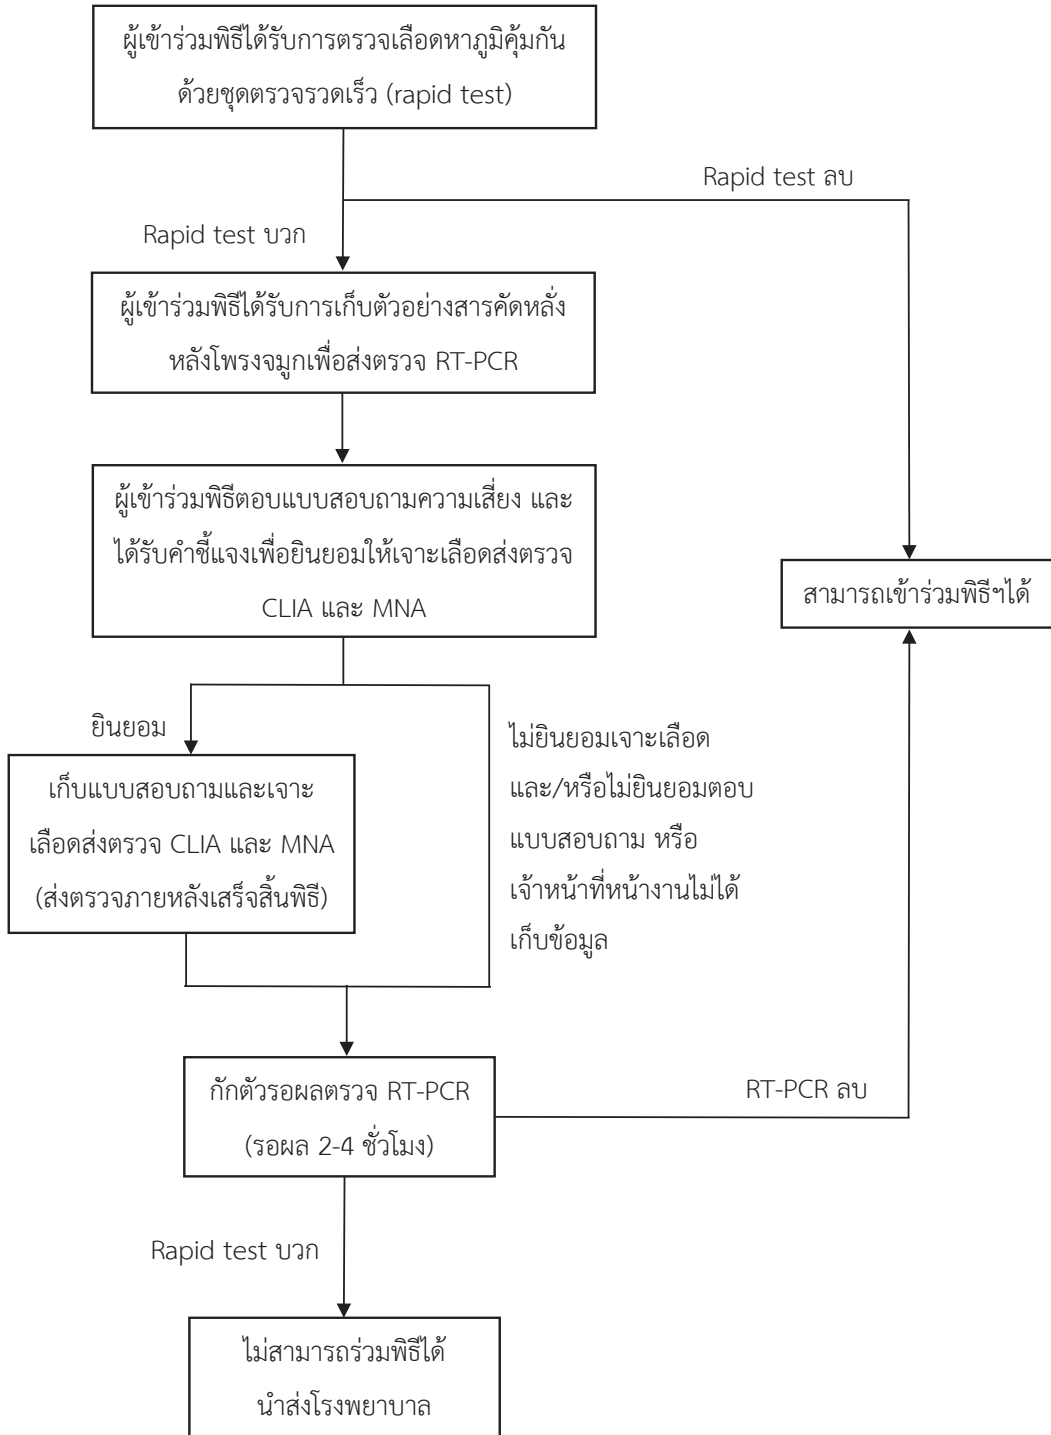 ผู้เข้าร่วมพิธีได้รับการตรวจเลือดหาภูมิคุ้มกัน
ด้วยชุดตรวจรวดเร็ว (rapid test)
Rapid test ลบ
Rapid test บวก
ผู้เข้าร่วมพิธีได้รับการเก็บตัวอย่างสารคัดหลั่ง
หลังโพรงจมูกเพื่อส่งตรวจ RT-PCR
ผู้เข้าร่วมพิธีตอบแบบสอบถามความเสี่ยง และ
ได้รับคำชี้แจงเพื่อยินยอมให้เจาะเลือดส่งตรวจ
CLIA และ MNA
สามารถเข้าร่วมพิธีฯได้
ยินยอม
ไม่ยินยอมเจาะเลือด
และ/หรือไม่ยินยอมตอบ
แบบสอบถาม หรือ
เจ้าหน้าที่หน้างานไม่ได้
เก็บข้อมูล
เก็บแบบสอบถามและเจาะ
เลือดส่งตรวจ CLIA และ MNA
(ส่งตรวจภายหลังเสร็จสิ้นพิธี)
กักตัวรอผลตรวจ RT-PCR
(รอผล 2-4 ชั่วโมง)
RT-PCR ลบ
Rapid test บวก
ไม่สามารถร่วมพิธีได้
นำส่งโรงพยาบาล